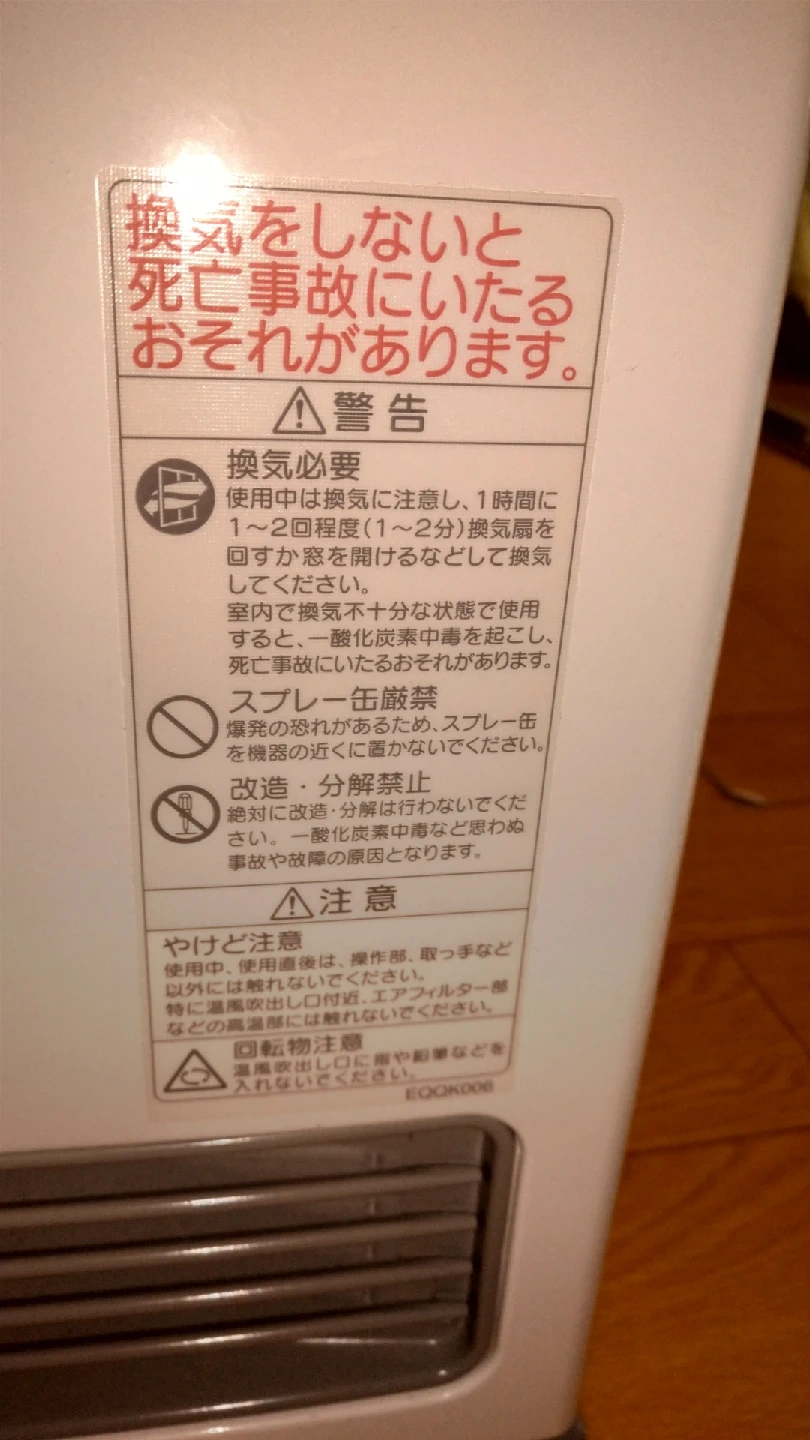 換気をしないと
死亡事故にいたる
おそれがあります。
警告
換気必要
使用中は換気に注意し、1時間に
1〜2回程度(1〜2分)換気扇を
回すか窓を開けるなどして換気
してください。
室内で換気不十分な状態で使用
すると、一酸化炭素中毒を起こし、
死亡事故にいたるおそれがあります。
スプレー缶厳禁
爆発の恐れがあるため、スプレー缶
を機器の近くに置かないでください。
改造・分解禁止
絶対に改造・分解は行わないでくだ
さい。一酸化炭素中毒など思わぬ
事故や故障の原因となります。
注意
やけど注意
使用中、使用直後は、操作部、取っ手など
以外には触れないでください。
特に温風吹出し口付近、エアフィルター部
などの高温部には触れないでください。
回転物注意
温風吹出し口に指や鉛筆などを
入れないでください。
EQQK006